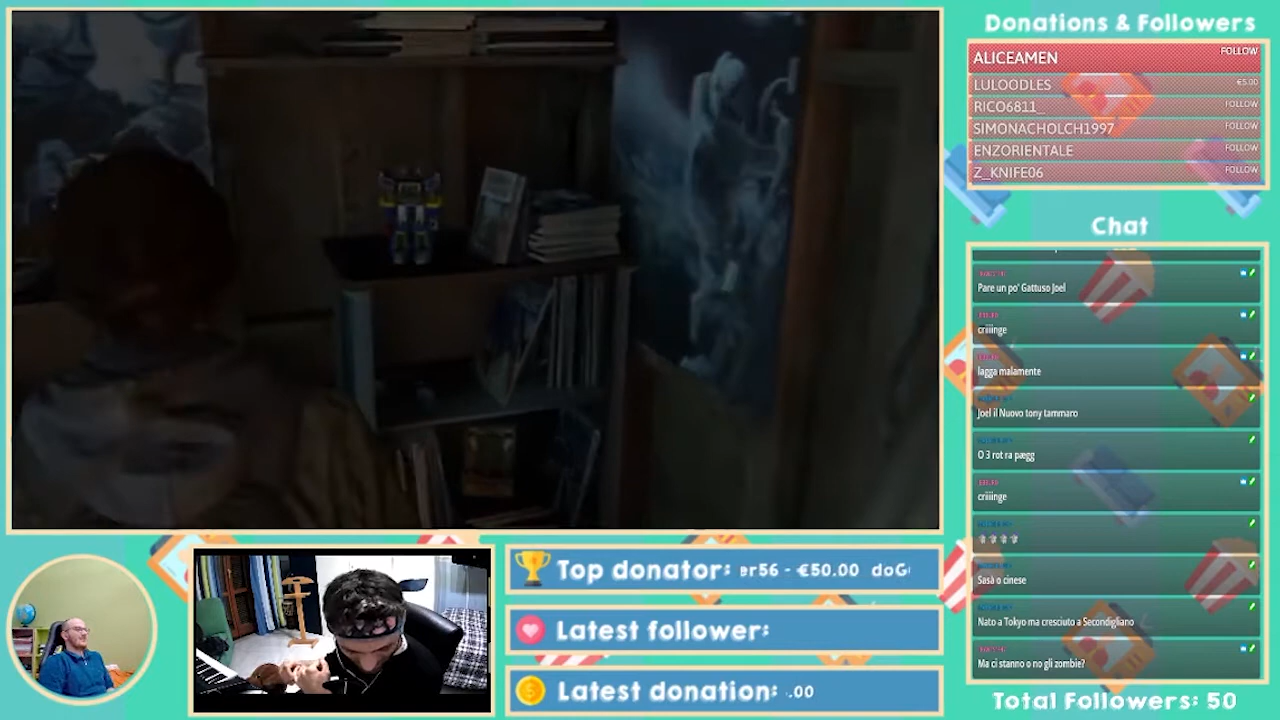 Donations & Followers
ALICEAMEN FOLLOW
LULOODLES €5.00
RICO6811_ FOLLOW
SIMONACHOLCH1997 FOLLOW
ENZORIENTALE FOLLOW
Z_KNIFE06 FOLLOW
Chat
Pare un po' Gattuso Joel
criiinge
lagga malamente
Joel il Nuovo tony tammaro
O 3 rot ra pægg
criiinge
Sasà o cinese
Nato a Tokyo ma cresciuto a Secondigliano
Ma ci stanno o no gli zombie?
Total Followers: 50
Top donator: er56 - €50.00 doG
Latest follower:
Latest donation: .00